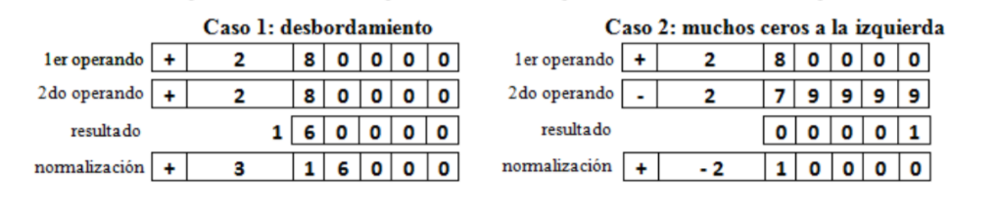 Caso 1: desbordamiento
1er operando + 2 8 0 0 0 0
2do operando + 2 8 0 0 0 0
resultado 1 6 0 0 0 0
normalización + 3 1 6 0 0 0
Caso 2: muchos ceros a la izquierda
1er operando + 2 8 0 0 0 0
2do operando - 2 7 9 9 9 9
resultado 0 0 0 0 1
normalización + - 2 1 0 0 0 0